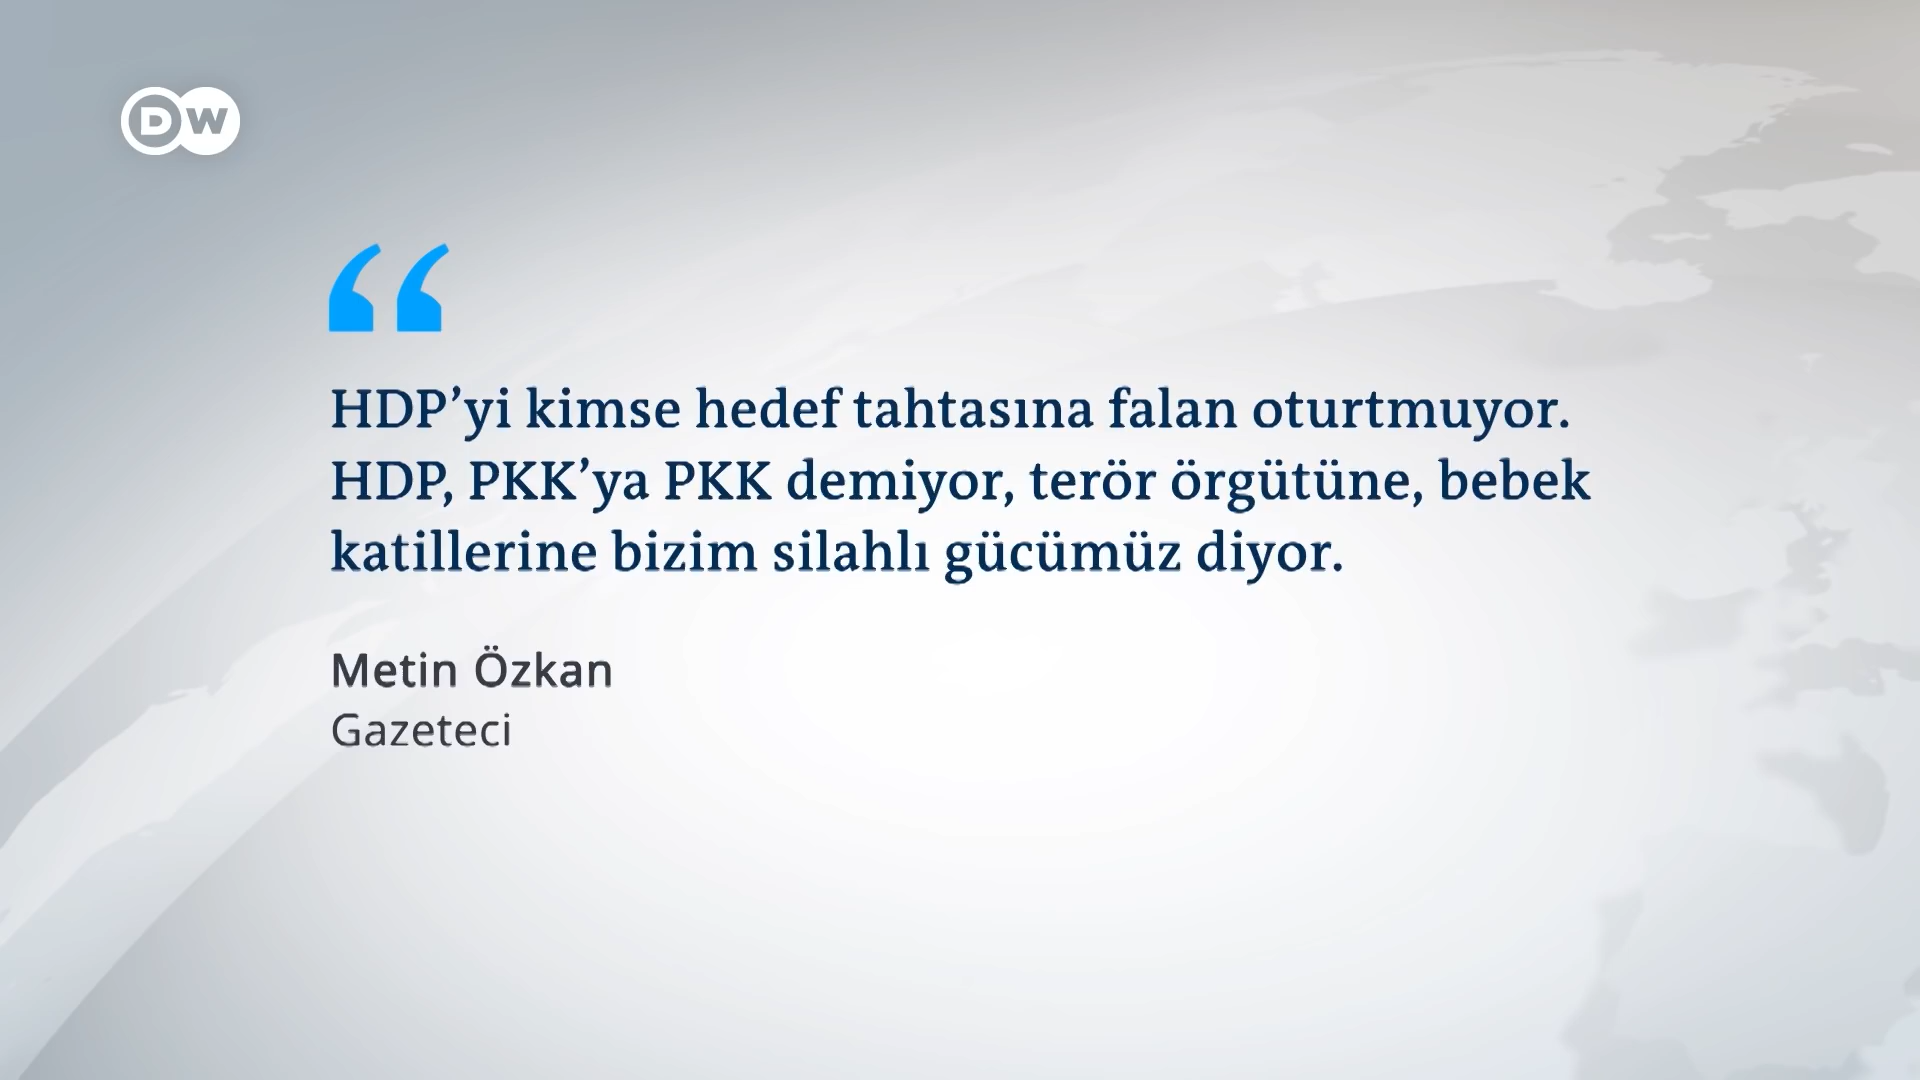 DW
“
HDP’yi kimse hedef tahtasına falan oturtmuyor.
HDP, PKK’ya PKK demiyor, terör örgütüne, bebek
katillerine bizim silahlı gücümüz diyor.
Metin Özkan
Gazeteci